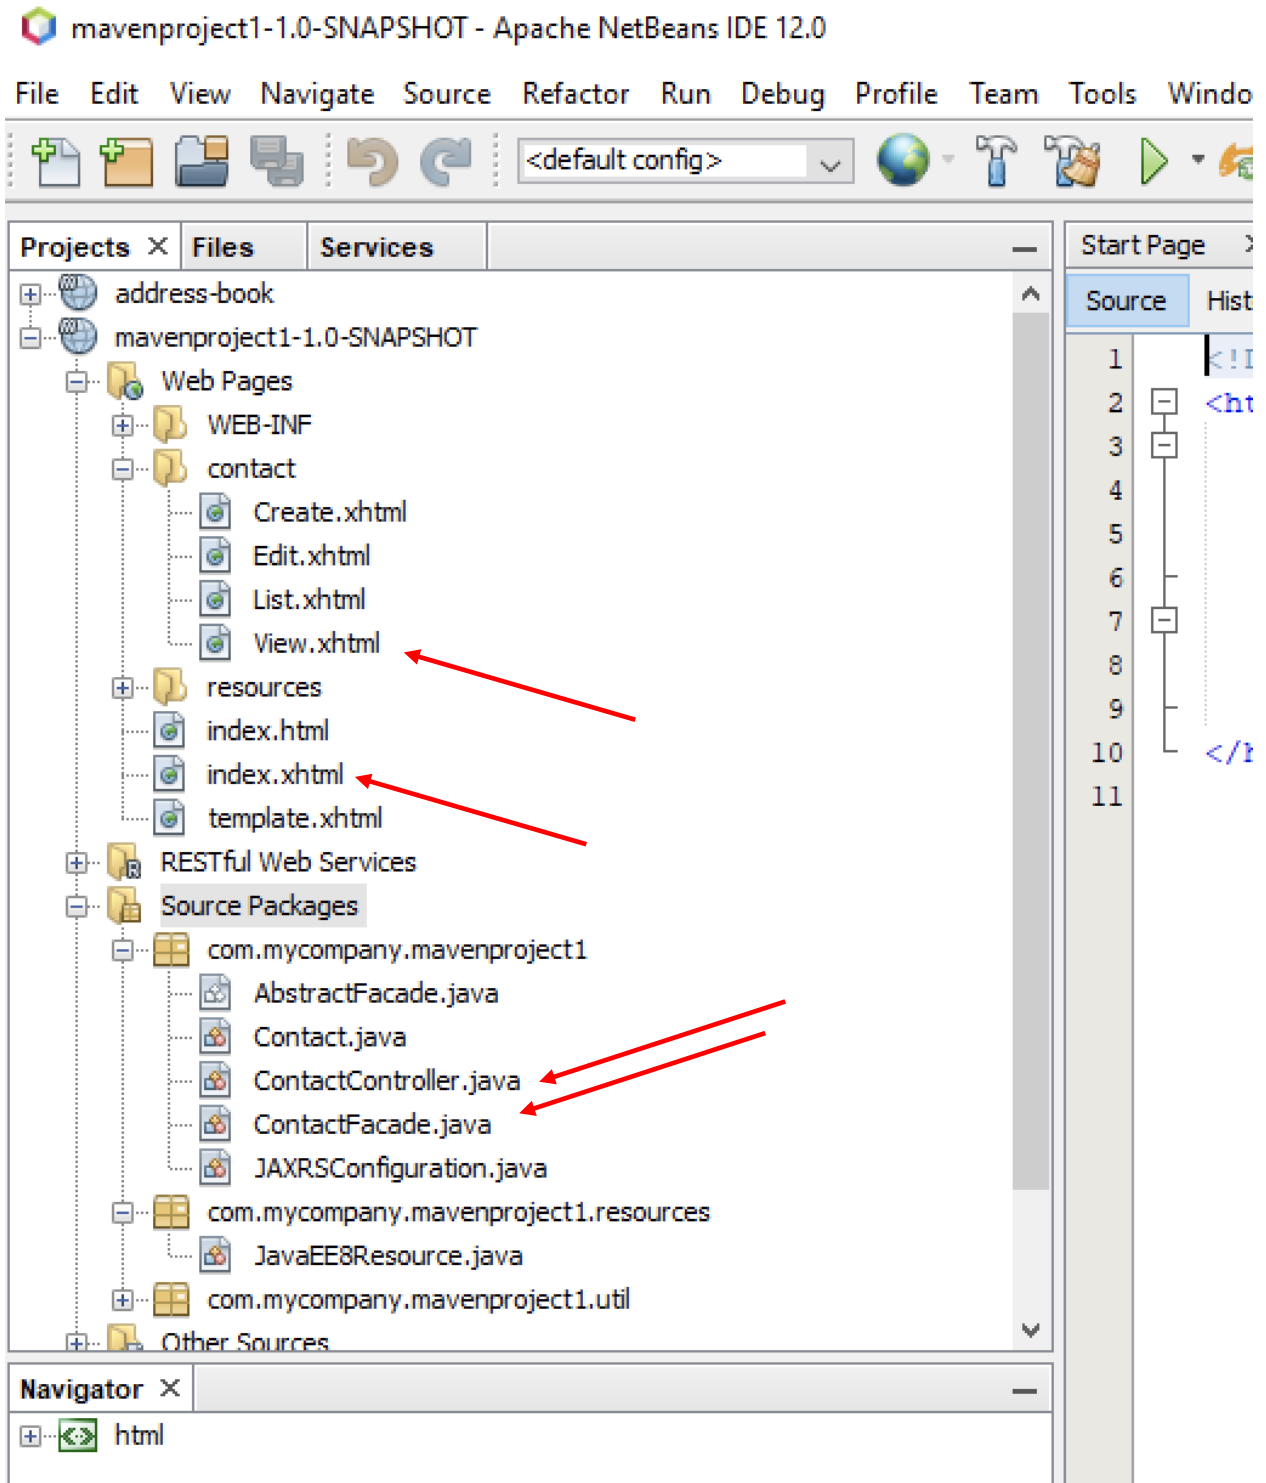 mavenproject1-1.0-SNAPSHOT - Apache NetBeans IDE 12.0
File Edit View Navigate Source Refactor Run Debug Profile Team Tools Windo
<default config>
Projects Files Services
address-book
mavenproject1-1.0-SNAPSHOT
Web Pages
WEB-INF
contact
Create.xhtml
Edit.xhtml
List.xhtml
View.xhtml
resources
index.html
index.xhtml
template.xhtml
RESTful Web Services
Source Packages
com.mycompany.mavenproject1
AbstractFacade.java
Contact.java
ContactController.java
ContactFacade.java
JAXRSConfiguration.java
com.mycompany.mavenproject1.resources
JavaEE8Resource.java
com.mycompany.mavenproject1.util
Other Sources
Navigator
html
Start Page
Source Hist
1 <!
2 <ht
3
4
5
6
7
8
9
10 </h
11